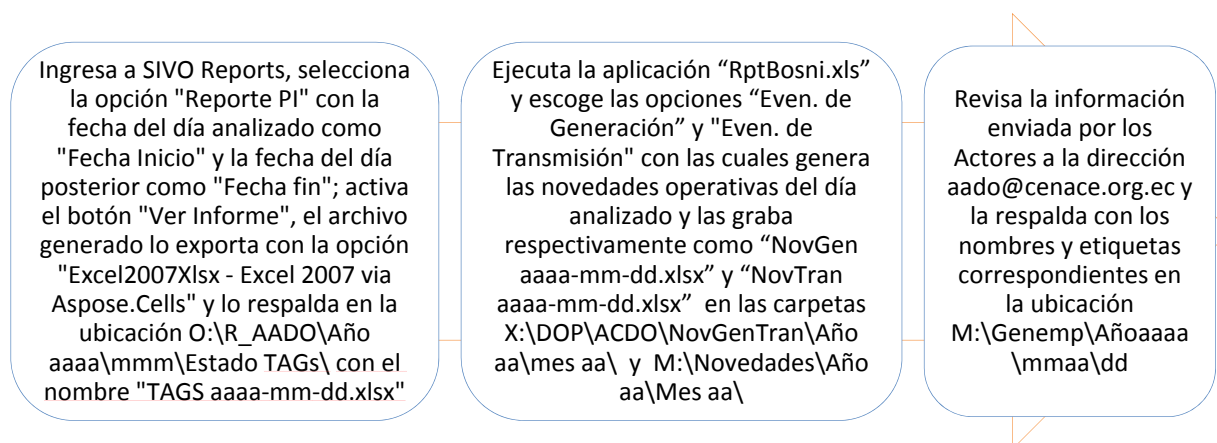 Ingresa a SIVO Reports, selecciona
la opción "Reporte PI" con la
fecha del día analizado como
"Fecha Inicio" y la fecha del día
posterior como "Fecha fin"; activa
el botón "Ver Informe", el archivo
generado lo exporta con la opción
"Excel2007Xlsx - Excel 2007 via
Aspose.Cells" y lo respalda en la
ubicación O:\R_AADO\Año
aaaa\mmm\Estado TAGs\ con el
nombre "TAGS aaaa-mm-dd.xlsx"
Ejecuta la aplicación “RptBosni.xls”
y escoge las opciones “Even. de
Generación” y "Even. de
Transmisión" con las cuales genera
las novedades operativas del día
analizado y las graba
respectivamente como “NovGen
aaaa-mm-dd.xlsx” y “NovTran
aaaa-mm-dd.xlsx” en las carpetas
X:\DOP\ACDO\NovGenTran\Año
aa\mes aa\ y M:\Novedades\Año
aa\Mes aa\
Revisa la información
enviada por los
Actores a la dirección
aado@cenace.org.ec y
la respalda con los
nombres y etiquetas
correspondientes en
la ubicación
M:\Genemp\Añoaaaa
\mmaa\dd